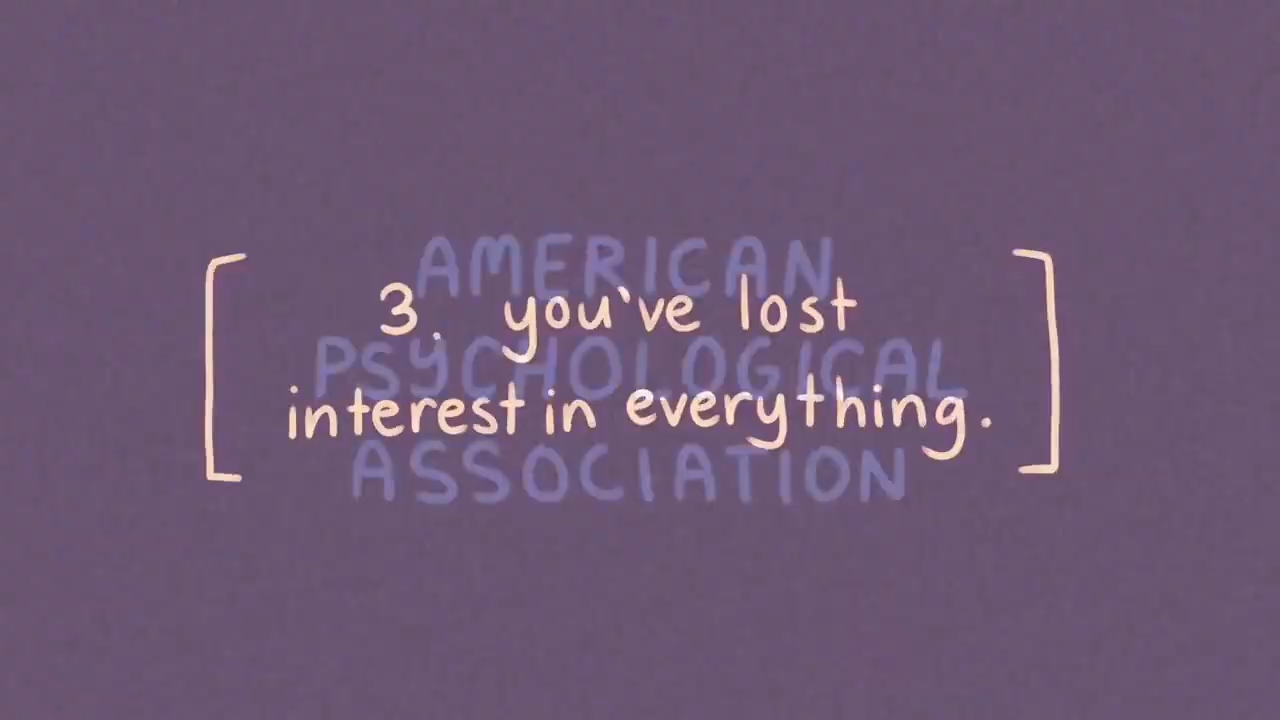 AMERICAN
3. you've lost
PSYCHOLOGICAL
interest in everything.
ASSOCIATION